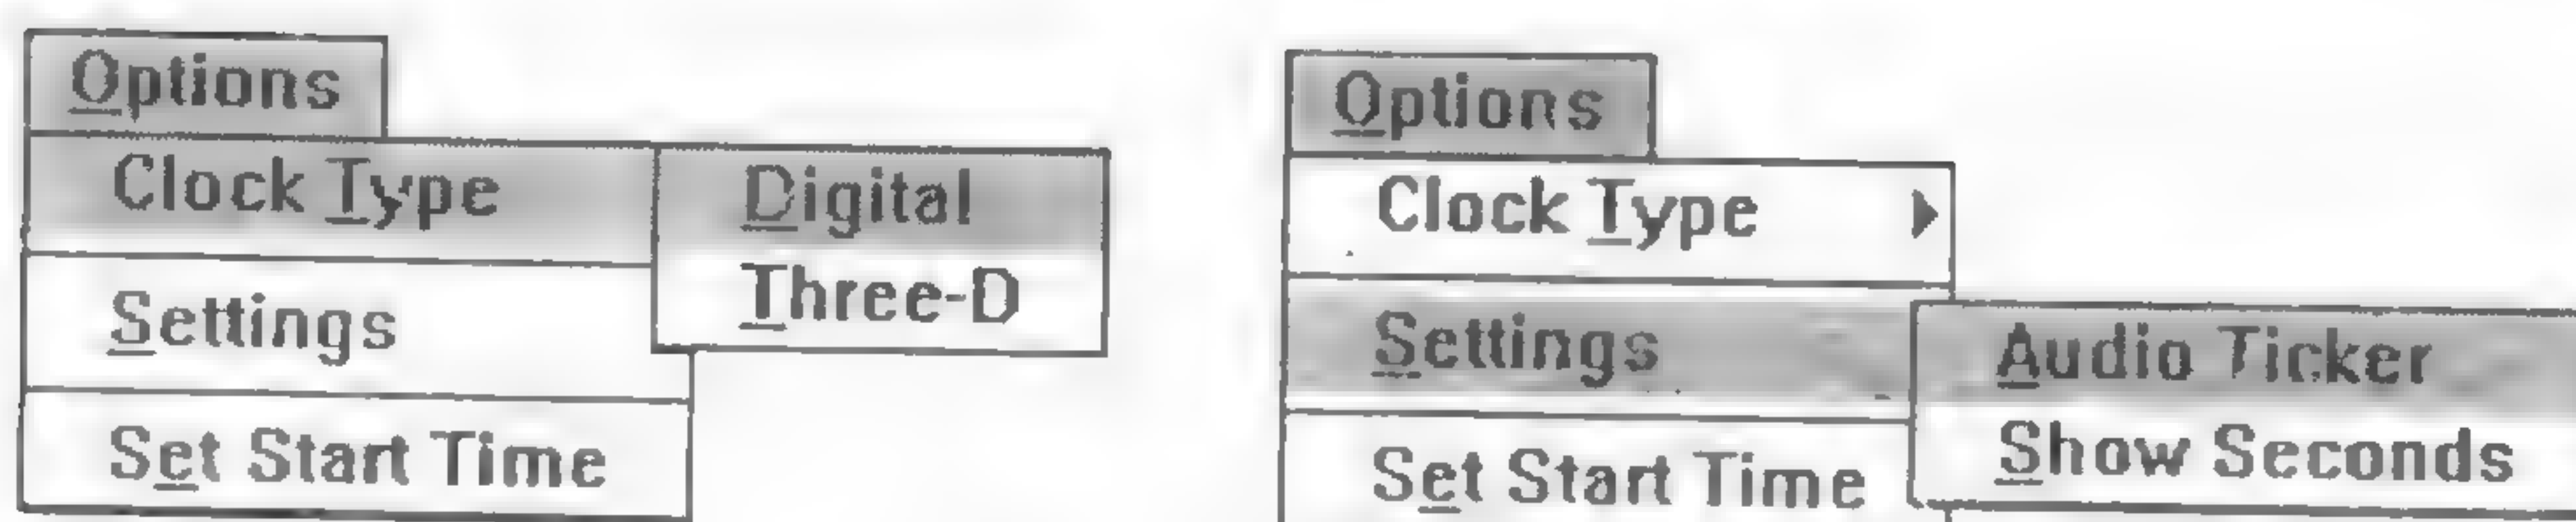 Options
Clock Type
Digital
Three-D
Settings
Set Start Time
Options
Clock Type
Settings
Audio Ticker
Show Seconds
Set Start Time